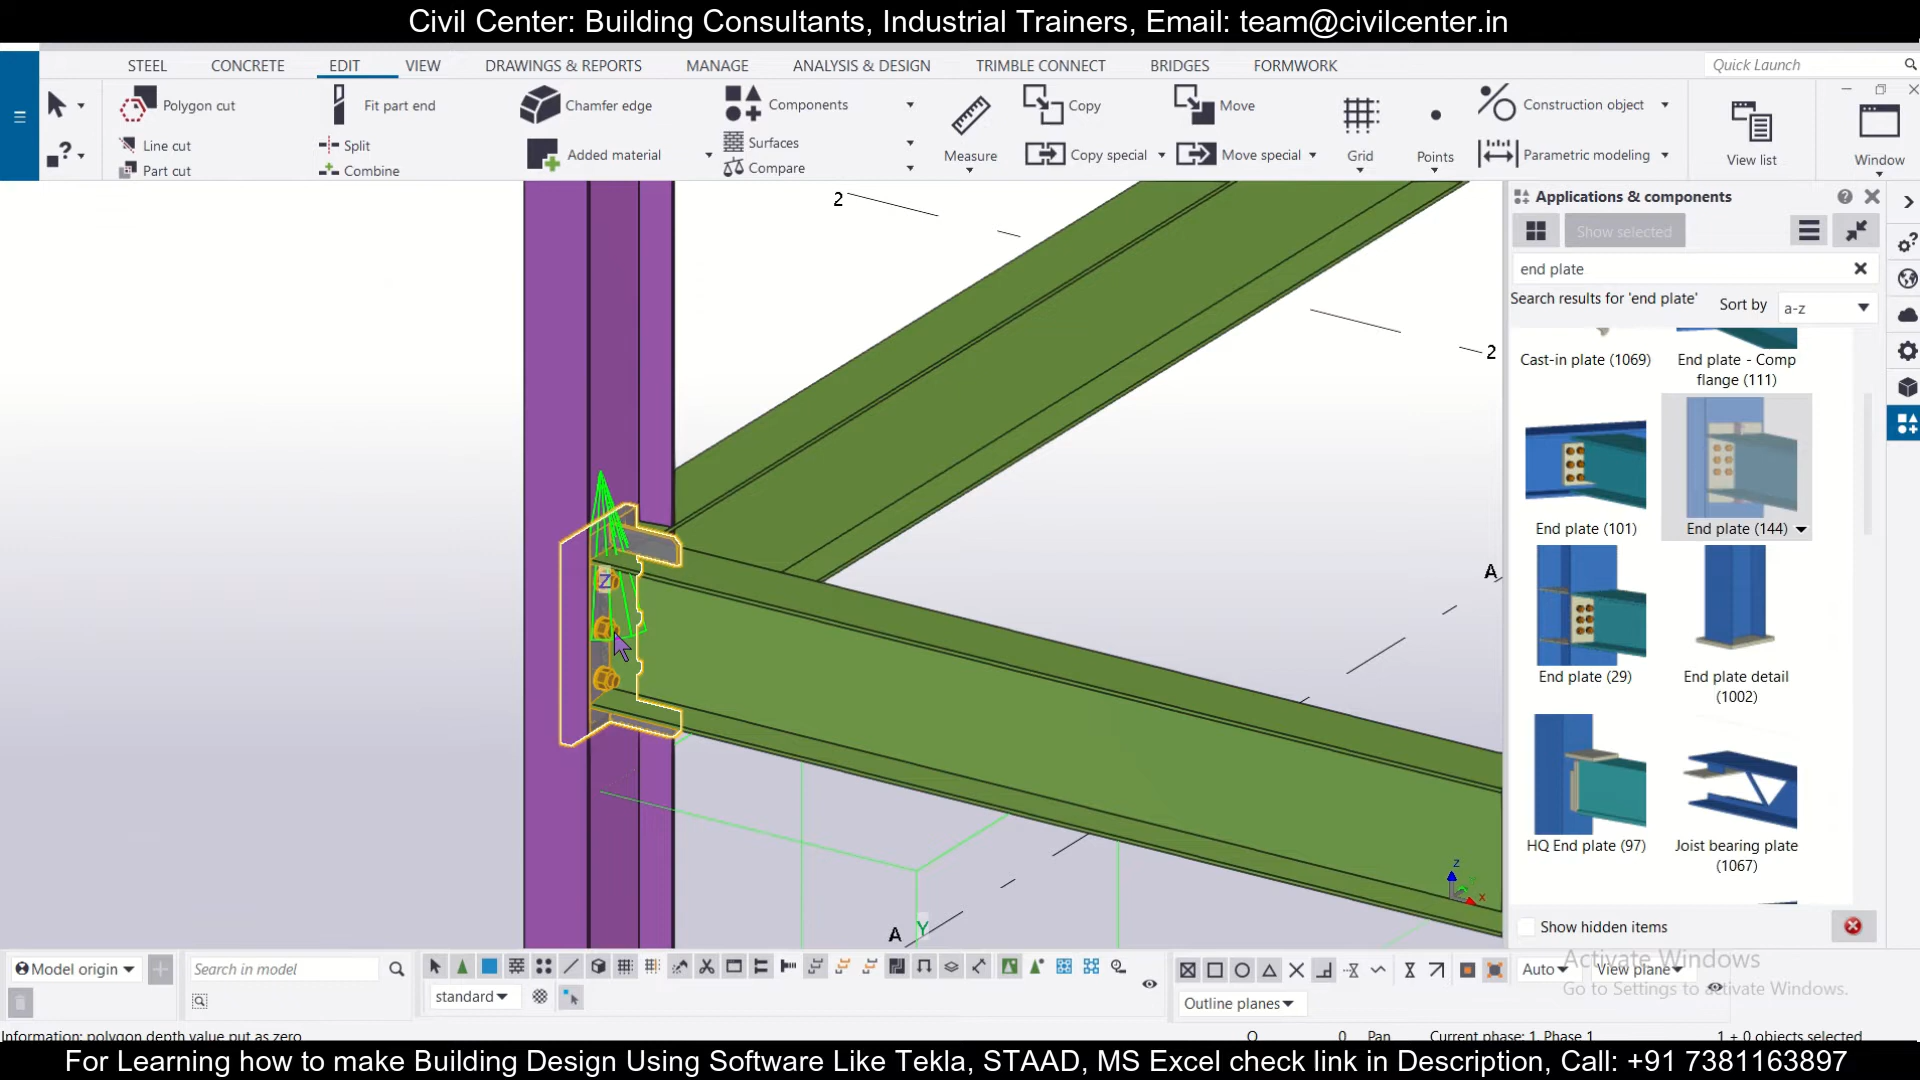 Civil Center: Building Consultants, Industrial Trainers, Email: team@civilcenter.in
STEEL CONCRETE EDIT VIEW DRAWINGS & REPORTS MANAGE ANALYSIS & DESIGN TRIMBLE CONNECT BRIDGES FORMWORK Quick Launch
Polygon cut Fit part end Chamfer edge Components Copy Move Construction object
Line cut Split Added material Surfaces Measure Copy special Move special Grid Points Parametric modeling View list Window
Part cut Combine Compare
Applications & components
Show selected
end plate
Search results for 'end plate' Sort by a-z
Cast-in plate (1069) End plate - Comp
flange (111)
End plate (101) End plate (144)
End plate (29) End plate detail
(1002)
HQ End plate (97) Joist bearing plate
(1067)
Show hidden items
2
2
A
Z
A Y
z
x
Model origin Search in model
standard
Auto View plane
Outline planes
Activate Windows
Go to Settings to activate Windows.
Information: polygon depth value put as zero O 0 Pan Current phase: 1, Phase 1 1 + 0 objects selected
For Learning how to make Building Design Using Software Like Tekla, STAAD, MS Excel check link in Description, Call: +91 7381163897